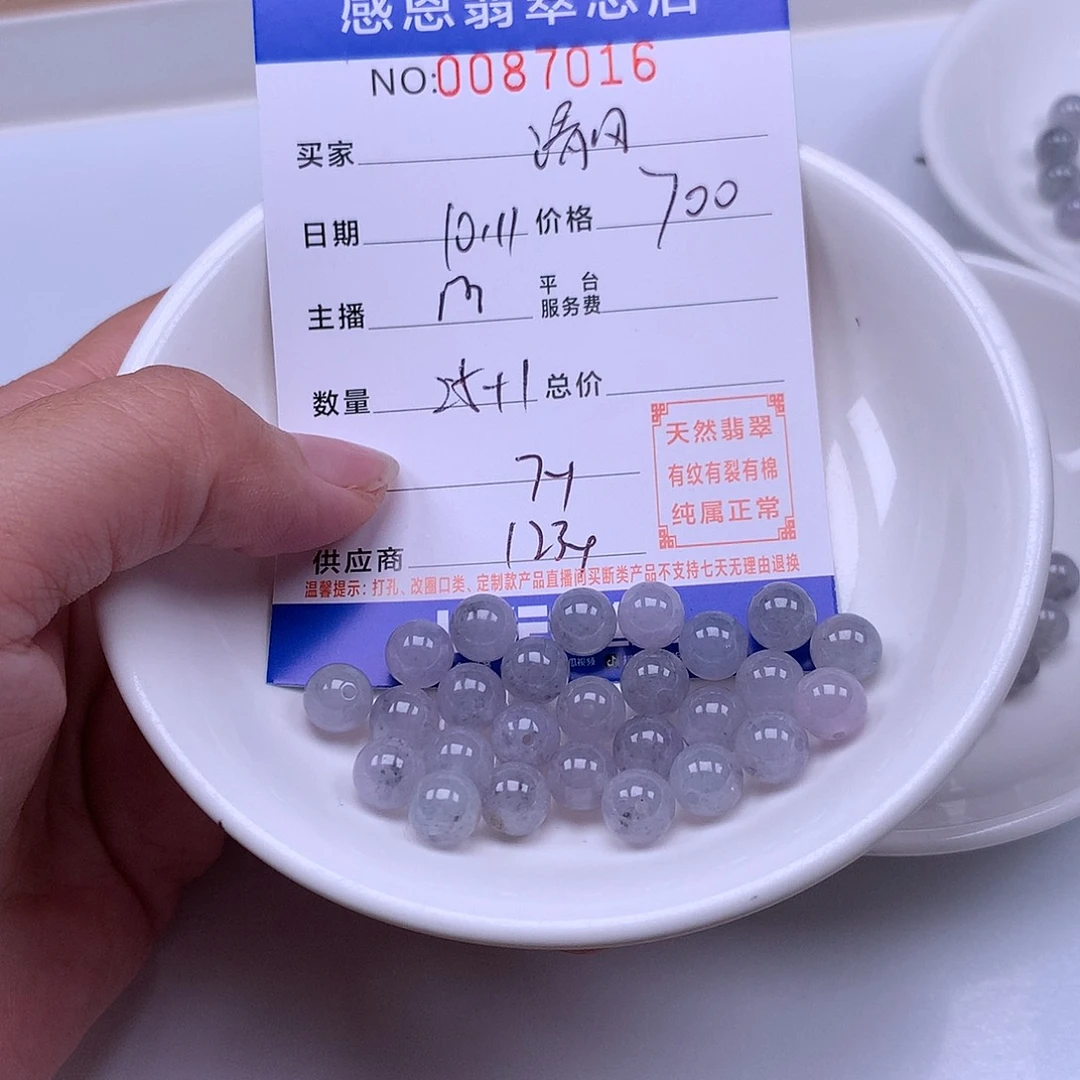 感恩翡翠恋后
NO:0087016
买家
日期 10.11 价格 700
主播 m 平台服务费
数量 +1 总价
天然翡翠
有纹有裂有棉
纯属正常
供应商 123
温馨提示：打孔、改圈口类、定制款产品直播间买断类产品不支持七天无理由退换